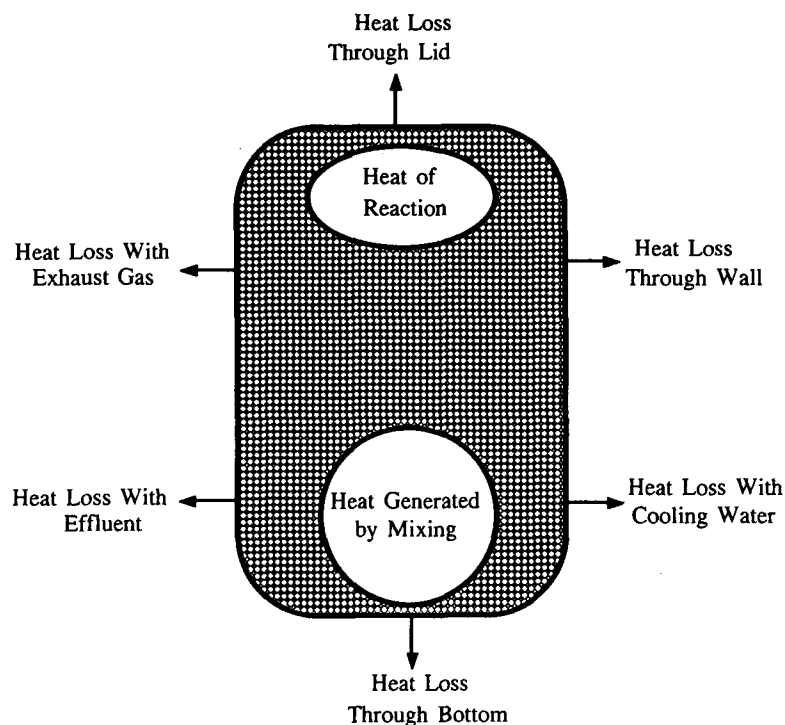 Heat Loss
Through Lid
Heat of
Reaction
Heat Loss With
Exhaust Gas
Heat Loss
Through Wall
Heat Loss With
Effluent
Heat Generated
by Mixing
Heat Loss With
Cooling Water
Heat Loss
Through Bottom